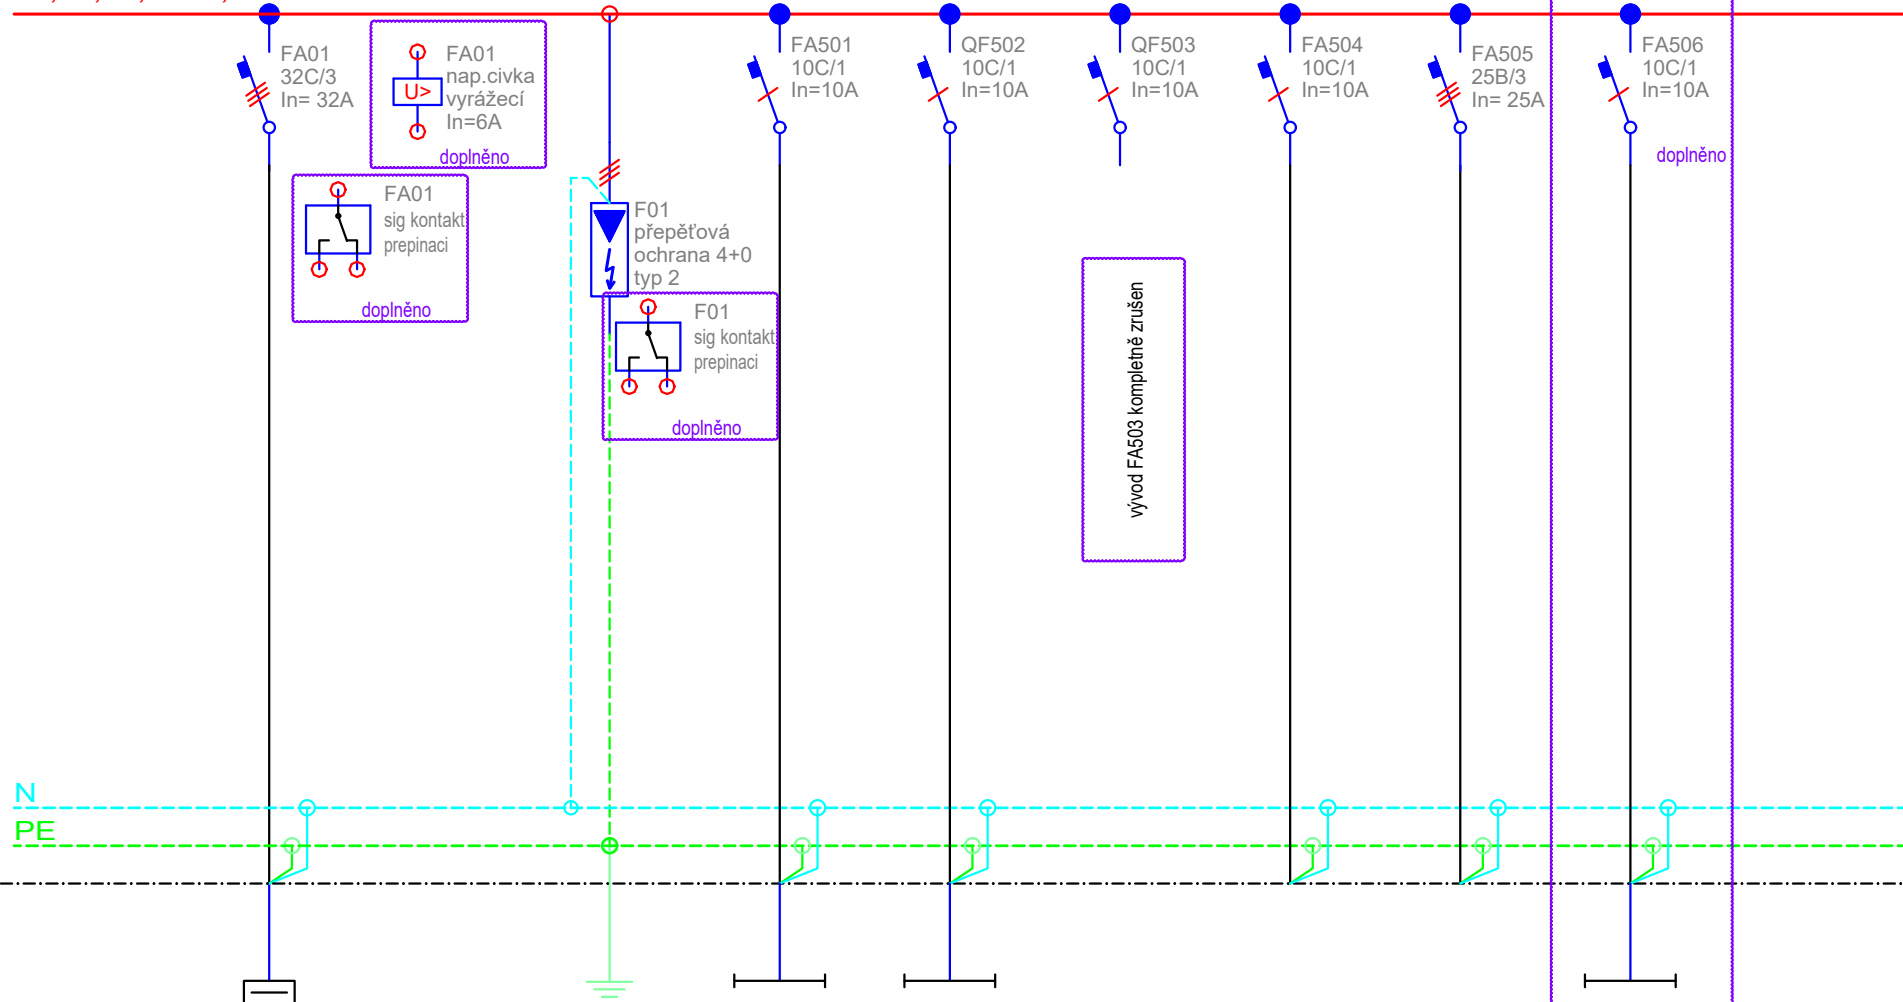 FA01
32C/3
In= 32A
FA01
nap.civka
vyrážecí
In=6A
U>
doplněno
FA01
sig kontakt
prepinaci
doplněno
F01
přepěťová
ochrana 4+0
typ 2
F01
sig kontakt
prepinaci
doplněno
FA501
10C/1
In=10A
QF502
10C/1
In=10A
QF503
10C/1
In=10A
vývod FA503 kompletně zrušen
FA504
10C/1
In=10A
FA505
25B/3
In= 25A
FA506
10C/1
In=10A
doplněno
N
PE